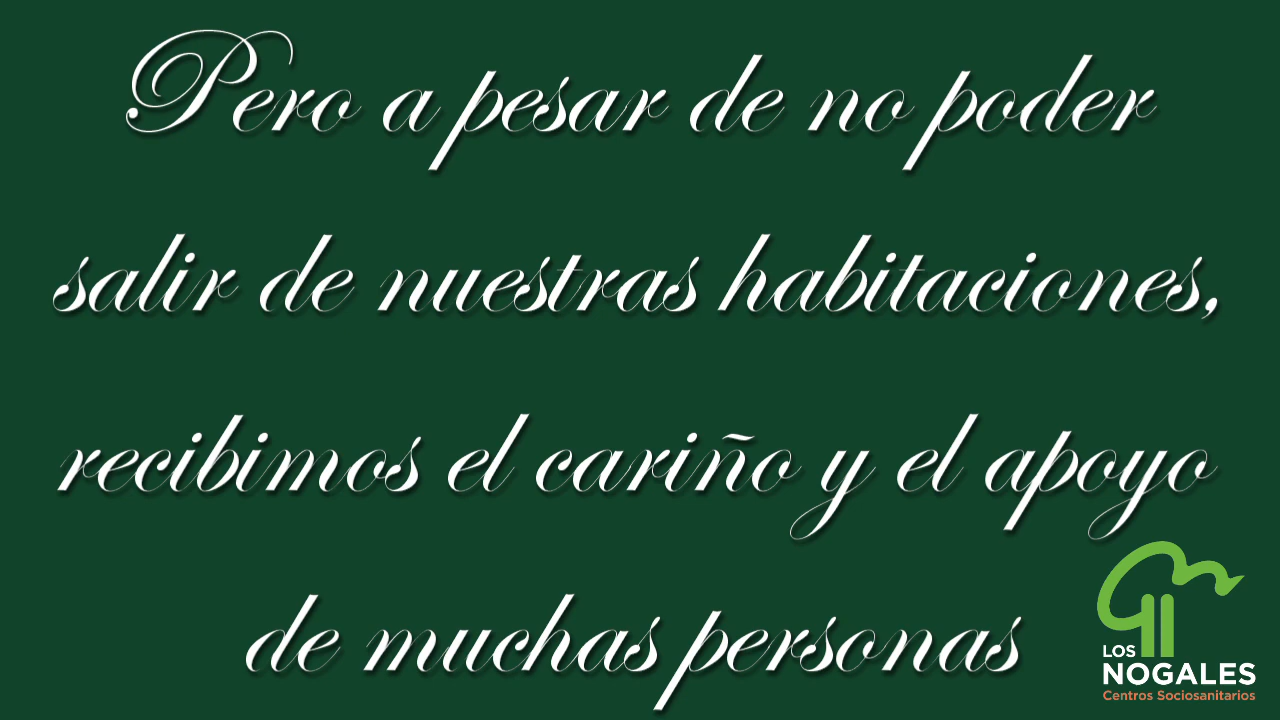 Pero a pesar de no poder
salir de nuestras habitaciones,
recibimos el cariño y el apoyo
de muchas personas
LOS
NOGALES
Centros Sociosanitarios